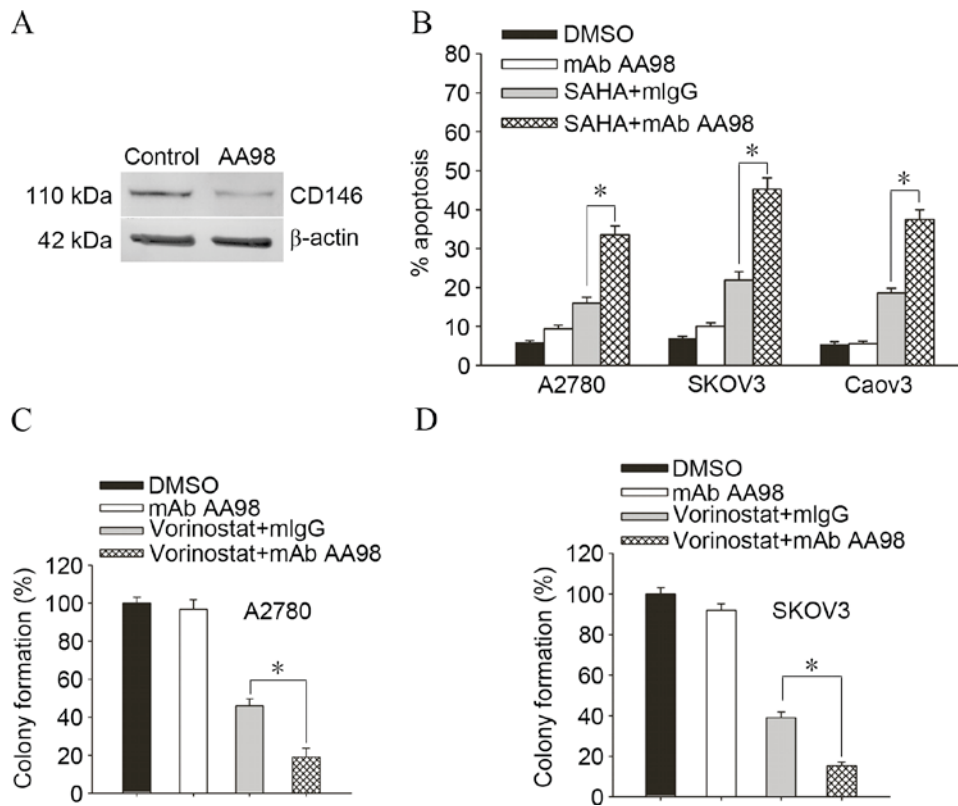 A
Control AA98
110 kDa CD146
42 kDa β-actin
B
DMSO
mAb AA98
SAHA+mIgG
SAHA+mAb AA98
% apoptosis
80
70
60
50
40
30
20
10
0
* * *
A2780 SKOV3 Caov3
C
DMSO
mAb AA98
Vorinostat+mIgG
Vorinostat+mAb AA98
Colony formation (%)
120
100
80
60
40
20
0
A2780
*
D
DMSO
mAb AA98
Vorinostat+mIgG
Vorinostat+mAb AA98
Colony formation (%)
120
100
80
60
40
20
0
SKOV3
*